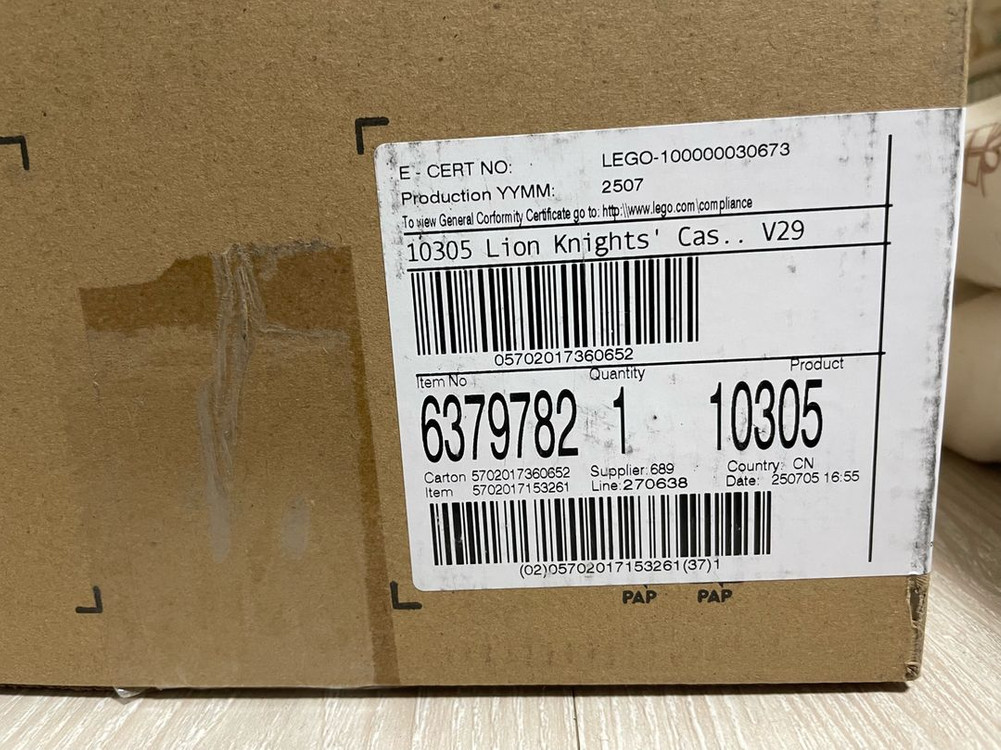 E - CERT NO: LEGO-100000030673
Production YYMM: 2507
To view General Conformity Certificate go to: http:\\www.lego.com\compliance
10305 Lion Knights' Cas.. V29
05702017360652
Item No Quantity Product
6379782 1 10305
Carton 5702017360652 Supplier: 689 Country: CN
Item 5702017153261 Line: 270638 Date: 250705 16:55
(02)05702017153261(37)1
PAP PAP